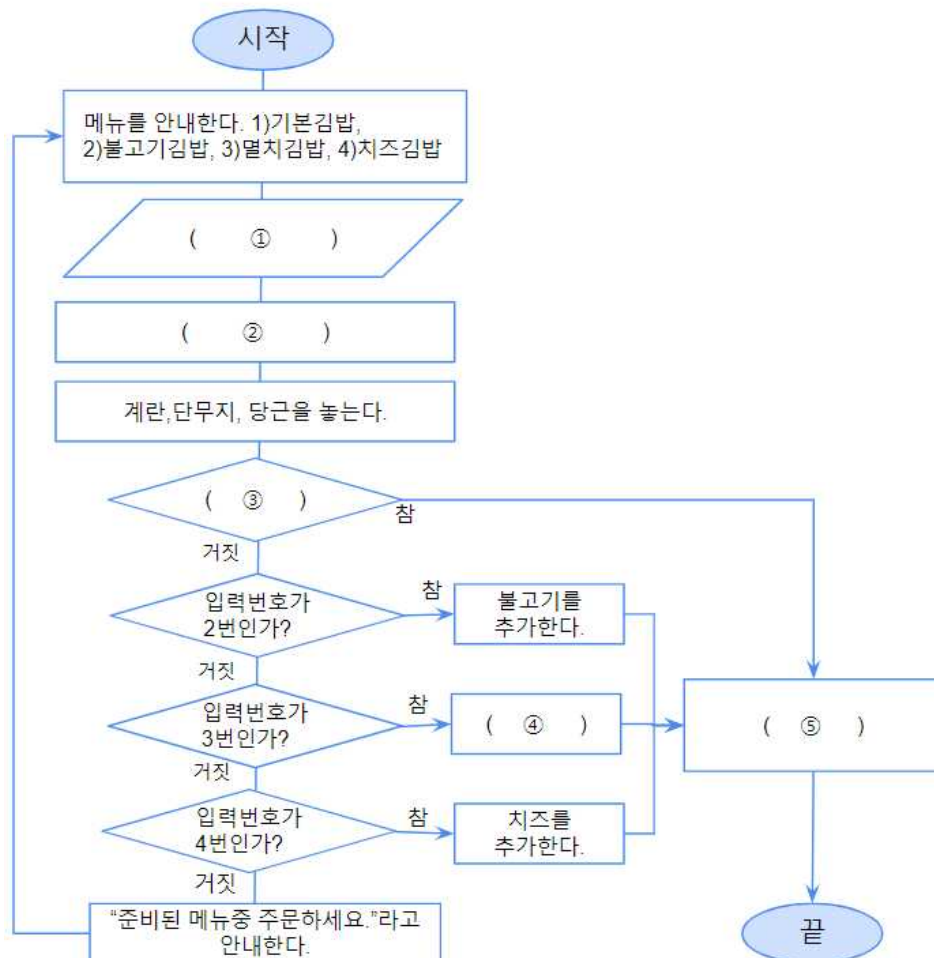 시작
메뉴를 안내한다. 1)기본김밥,
2)불고기김밥, 3)멸치김밥, 4)치즈김밥
( ① )
( ② )
계란,단무지, 당근을 놓는다.
( ③ )
참
거짓
입력번호가
2번인가?
참
불고기를
추가한다.
거짓
입력번호가
3번인가?
참
( ④ )
( ⑤ )
거짓
입력번호가
4번인가?
참
치즈를
추가한다.
거짓
“준비된 메뉴중 주문하세요.”라고
안내한다.
끝